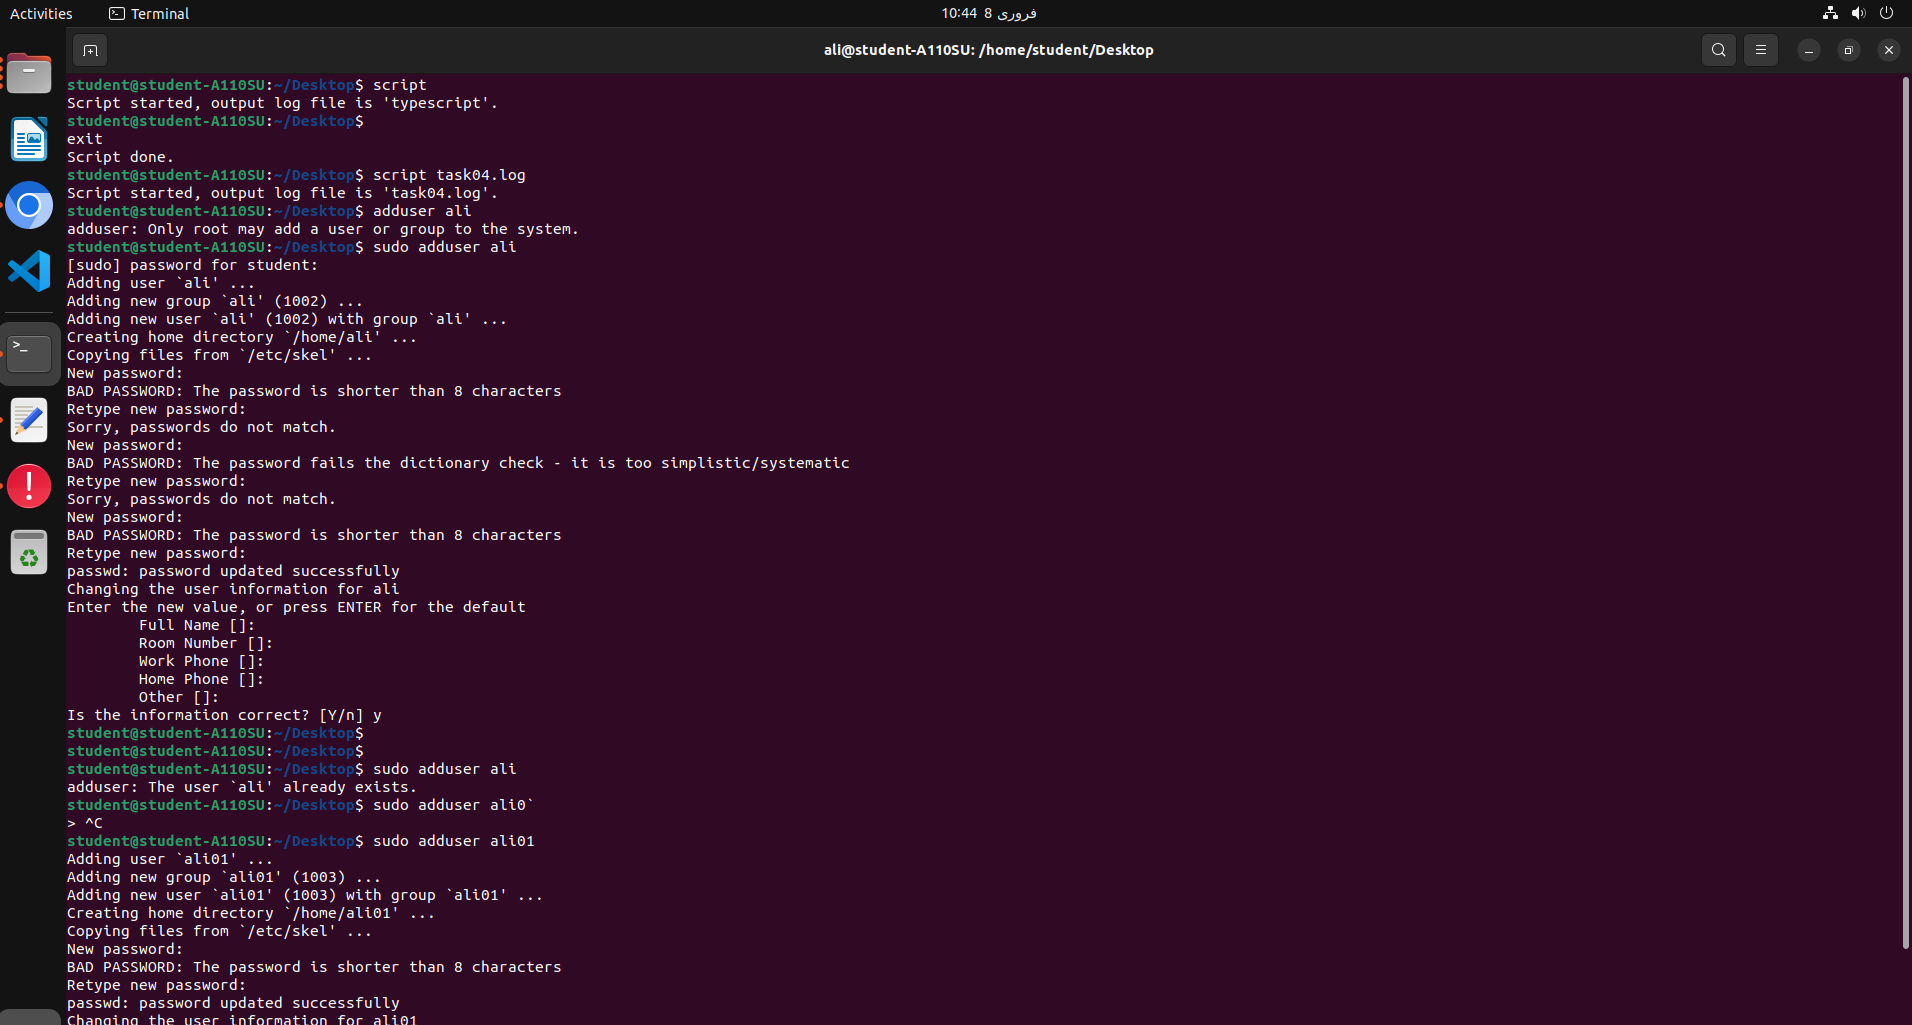 Activities
Terminal
10:44 8 فروری
ali@student-A110SU: /home/student/Desktop
student@student-A110SU:~/Desktop$ script
Script started, output log file is 'typescript'.
student@student-A110SU:~/Desktop$
exit
Script done.
student@student-A110SU:~/Desktop$ script task04.log
Script started, output log file is 'task04.log'.
student@student-A110SU:~/Desktop$ adduser ali
adduser: Only root may add a user or group to the system.
student@student-A110SU:~/Desktop$ sudo adduser ali
[sudo] password for student:
Adding user `ali' ...
Adding new group `ali' (1002) ...
Adding new user `ali' (1002) with group `ali' ...
Creating home directory `/home/ali' ...
Copying files from `/etc/skel' ...
New password:
BAD PASSWORD: The password is shorter than 8 characters
Retype new password:
Sorry, passwords do not match.
New password:
BAD PASSWORD: The password fails the dictionary check - it is too simplistic/systematic
Retype new password:
Sorry, passwords do not match.
New password:
BAD PASSWORD: The password is shorter than 8 characters
Retype new password:
passwd: password updated successfully
Changing the user information for ali
Enter the new value, or press ENTER for the default
Full Name []:
Room Number []:
Work Phone []:
Home Phone []:
Other []:
Is the information correct? [Y/n] y
student@student-A110SU:~/Desktop$
student@student-A110SU:~/Desktop$
student@student-A110SU:~/Desktop$ sudo adduser ali
adduser: The user `ali' already exists.
student@student-A110SU:~/Desktop$ sudo adduser ali0`
> ^C
student@student-A110SU:~/Desktop$ sudo adduser ali01
Adding user `ali01' ...
Adding new group `ali01' (1003) ...
Adding new user `ali01' (1003) with group `ali01' ...
Creating home directory `/home/ali01' ...
Copying files from `/etc/skel' ...
New password:
BAD PASSWORD: The password is shorter than 8 characters
Retype new password:
passwd: password updated successfully
Changing the user information for ali01